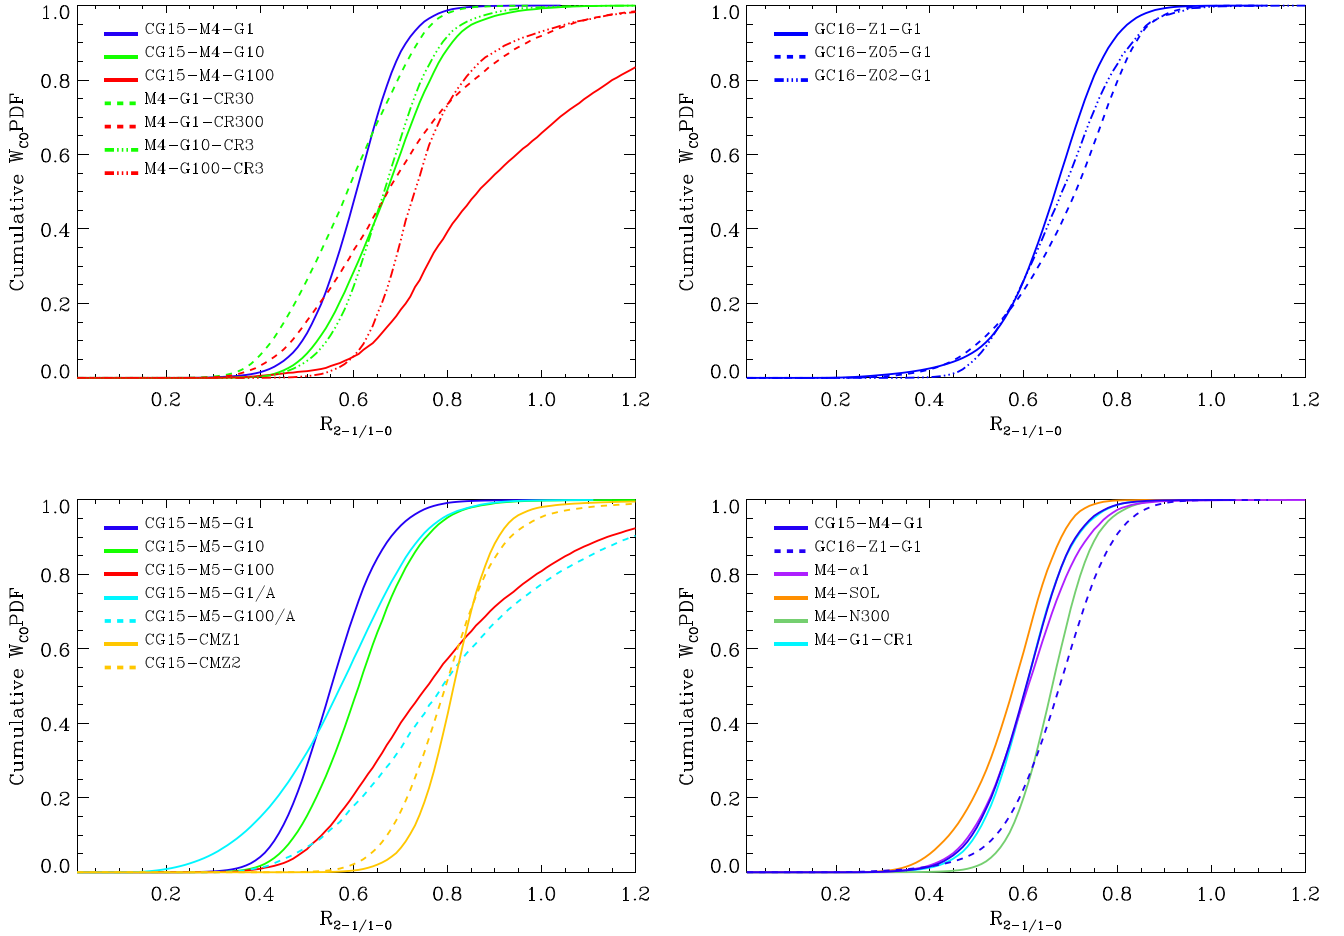 Cumulative W_CO PDF
1.0
0.8
0.6
0.4
0.2
0.0
CG15-M4-G1
CG15-M4-G10
CG15-M4-G100
M4-G1-CR30
M4-G1-CR300
M4-G10-CR3
M4-G100-CR3
0.2 0.4 0.6 0.8 1.0 1.2
R_2-1/1-0
Cumulative W_CO PDF
1.0
0.8
0.6
0.4
0.2
0.0
GC16-Z1-G1
GC16-Z05-G1
GC16-Z02-G1
0.2 0.4 0.6 0.8 1.0 1.2
R_2-1/1-0
Cumulative W_CO PDF
1.0
0.8
0.6
0.4
0.2
0.0
CG15-M5-G1
CG15-M5-G10
CG15-M5-G100
CG15-M5-G1/A
CG15-M5-G100/A
CG15-CMZ1
CG15-CMZ2
0.2 0.4 0.6 0.8 1.0 1.2
R_2-1/1-0
Cumulative W_CO PDF
1.0
0.8
0.6
0.4
0.2
0.0
CG15-M4-G1
GC16-Z1-G1
M4-α1
M4-SOL
M4-N300
M4-G1-CR1
0.2 0.4 0.6 0.8 1.0 1.2
R_2-1/1-0